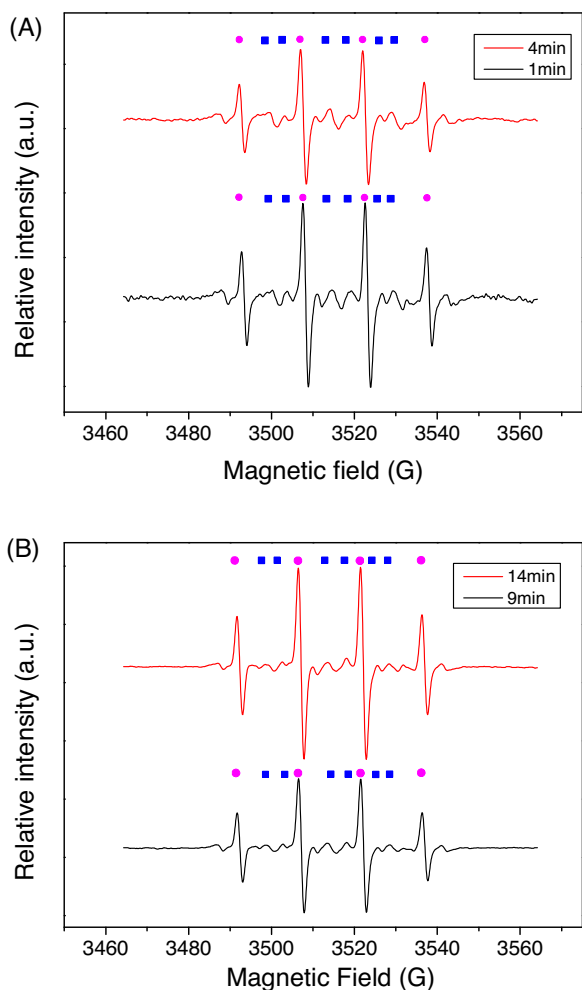 (A)
4min
1min
Relative intensity (a.u.)
3460 3480 3500 3520 3540 3560
Magnetic field (G)
(B)
14min
9min
Relative intensity (a.u.)
3460 3480 3500 3520 3540 3560
Magnetic Field (G)